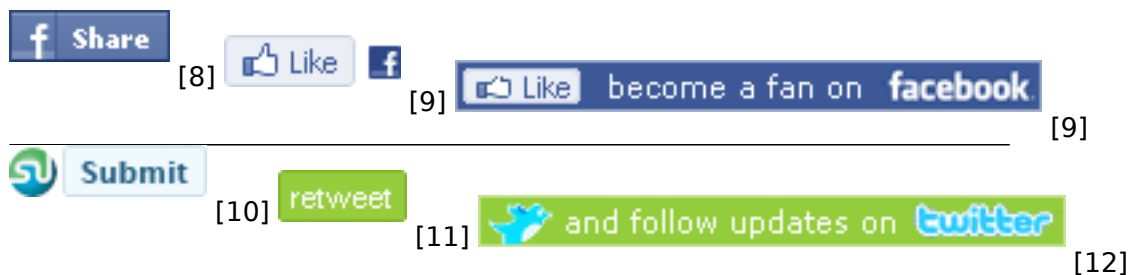 f Share [8] Like f [9] Like become a fan on facebook. [9]
Submit [10] retweet [11] and follow updates on twitter [12]